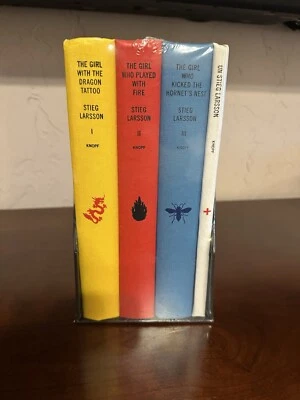 THE GIRL
WITH THE
DRAGON
TATTOO
STIEG
LARSSON
I
KNOPF
THE GIRL
WHO PLAYED
WITH
FIRE
STIEG
LARSSON
II
KNOPF
THE GIRL
WHO
KICKED THE
HORNET'S NEST
STIEG
LARSSON
III
KNOPF
ON STIEG LARSSON
KNOPF